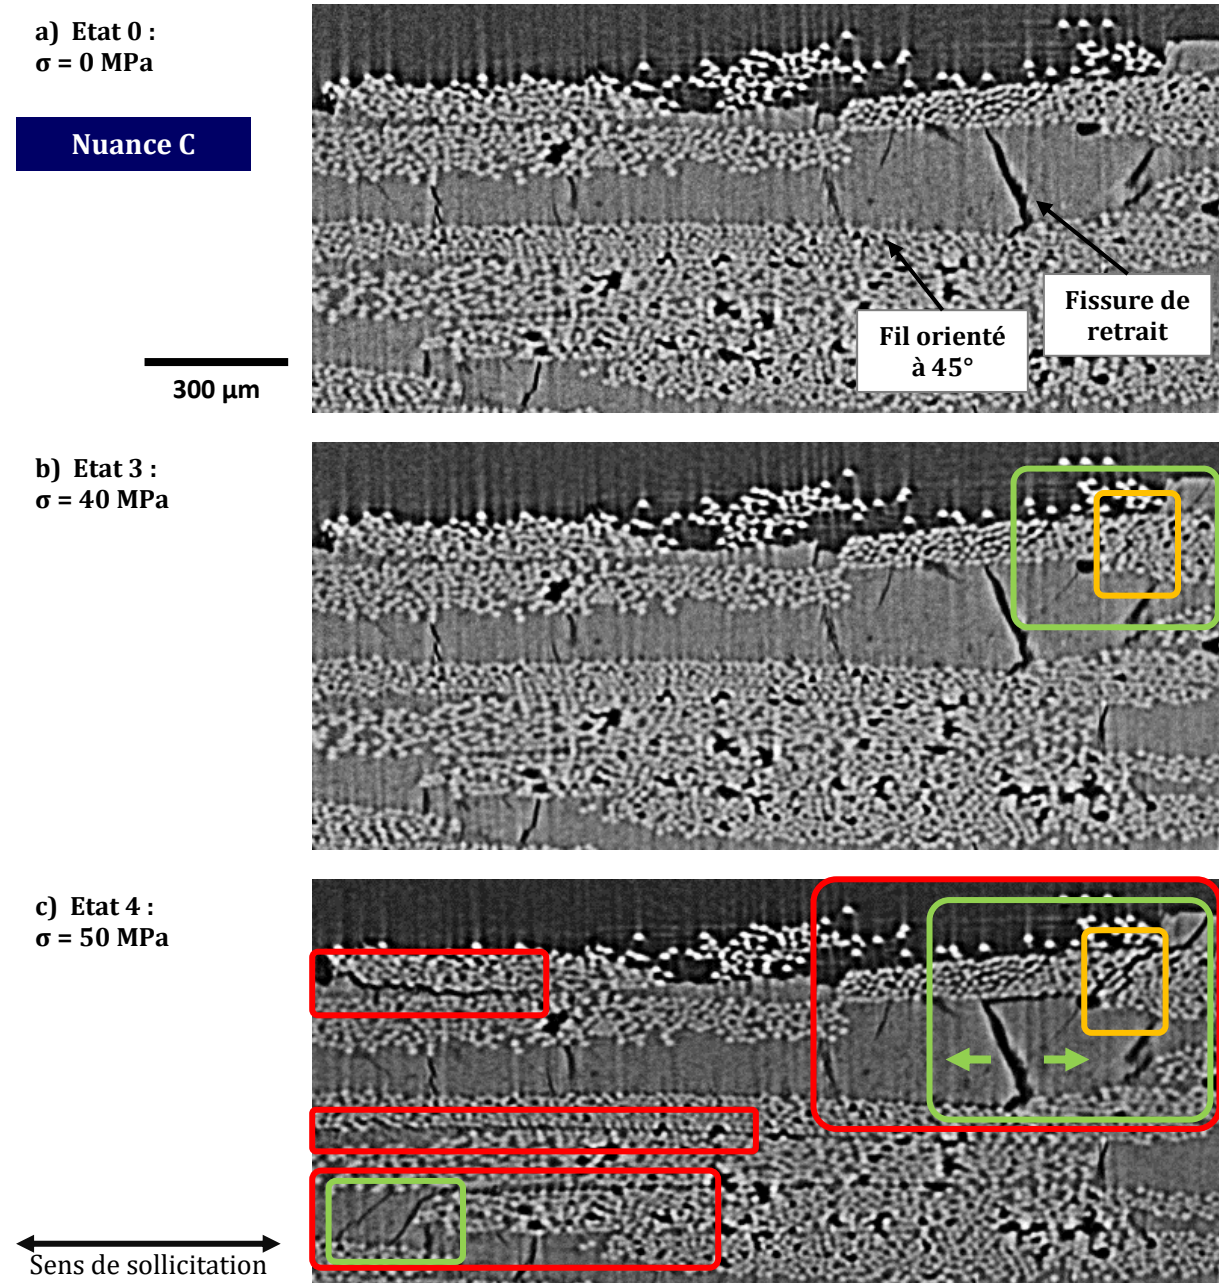 a) Etat 0 :
σ = 0 MPa
Nuance C
Fissure de
retrait
Fil orienté
à 45°
300 µm
b) Etat 3 :
σ = 40 MPa
c) Etat 4 :
σ = 50 MPa
Sens de sollicitation